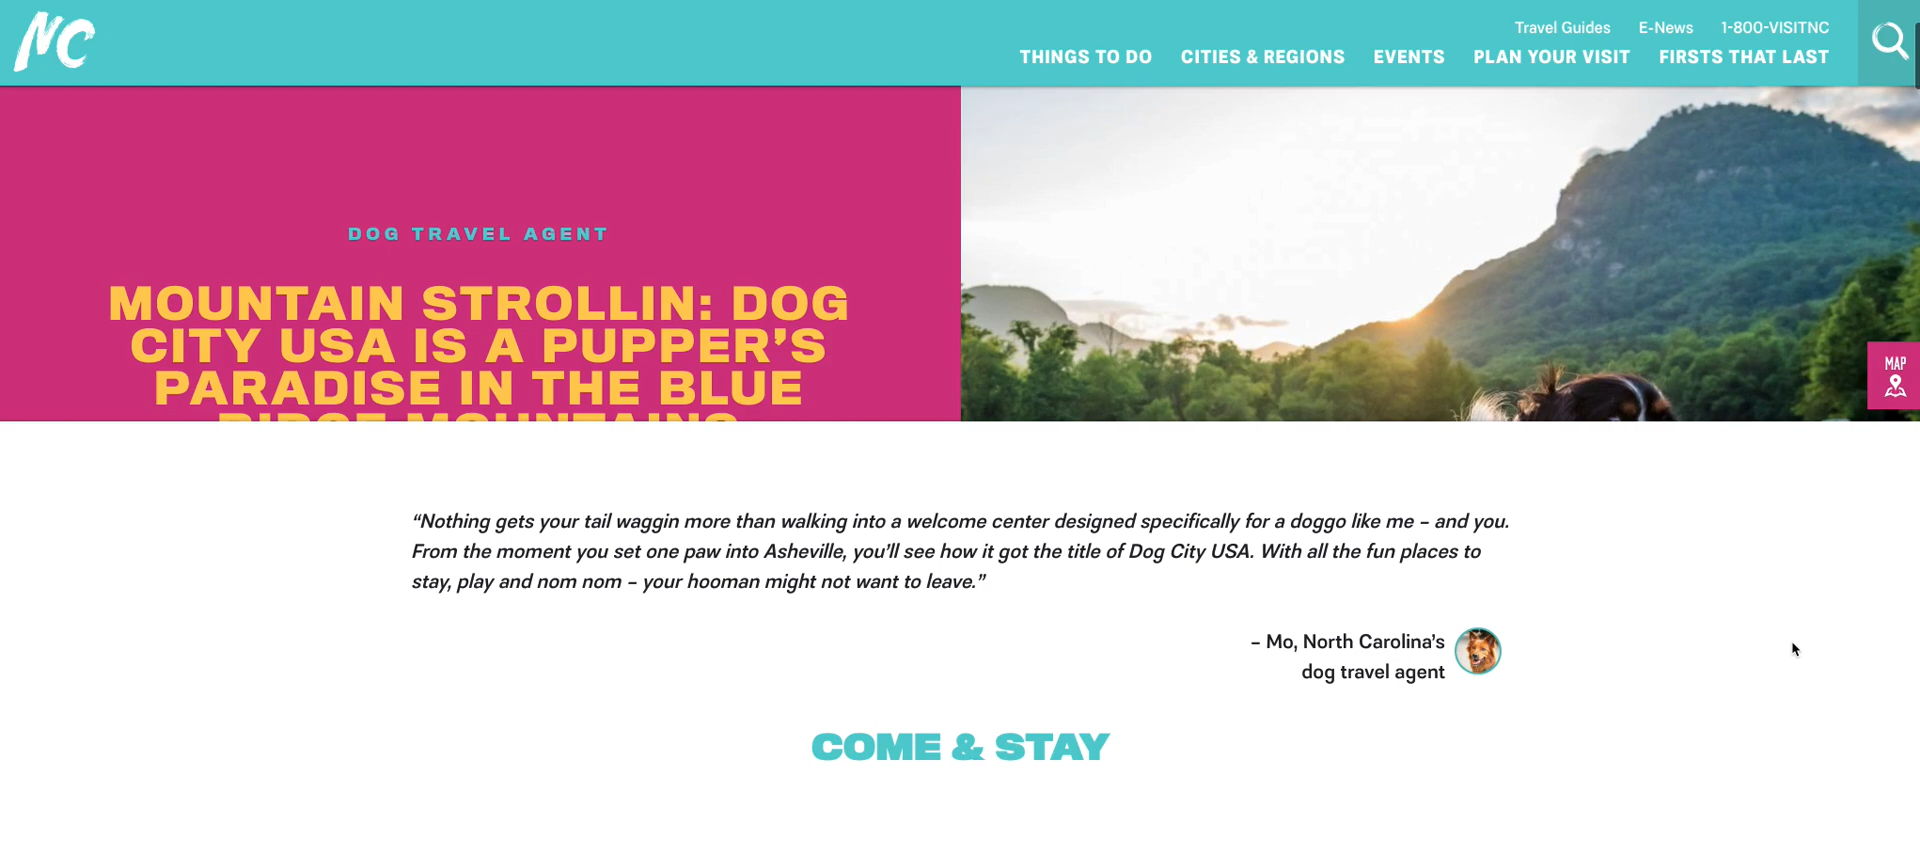 NC
Travel Guides E-News 1-800-VISITNC
THINGS TO DO CITIES & REGIONS EVENTS PLAN YOUR VISIT FIRSTS THAT LAST
DOG TRAVEL AGENT
MOUNTAIN STROLLIN: DOG
CITY USA IS A PUPPER’S
PARADISE IN THE BLUE
RIDGE MOUNTAINS
MAP
“Nothing gets your tail waggin more than walking into a welcome center designed specifically for a doggo like me – and you.
From the moment you set one paw into Asheville, you’ll see how it got the title of Dog City USA. With all the fun places to
stay, play and nom nom – your hooman might not want to leave.”
– Mo, North Carolina’s
dog travel agent
COME & STAY